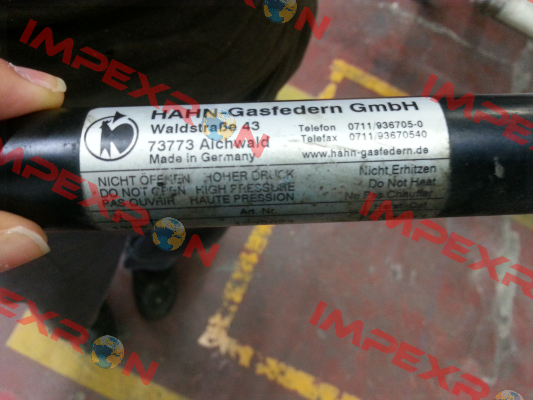 HAHN-Gasfedern GmbH
Waldstraße 43
73773 Aichwald
Made in Germany
Telefon 0711/936705-0
Telefax 0711/93670540
www.hahn-gasfedern.de
NICHT ÖFFNEN HOHER DRUCK
DO NOT OPEN HIGH PRESSURE
PAS OUVRIR HAUTE PRESSION
Nicht Erhitzen
Do Not Heat
Chauffer
Art. Nr.
IMPEXRON
IMPEXRON
IMPEXRON
IMPEXRON
IMPEXRON